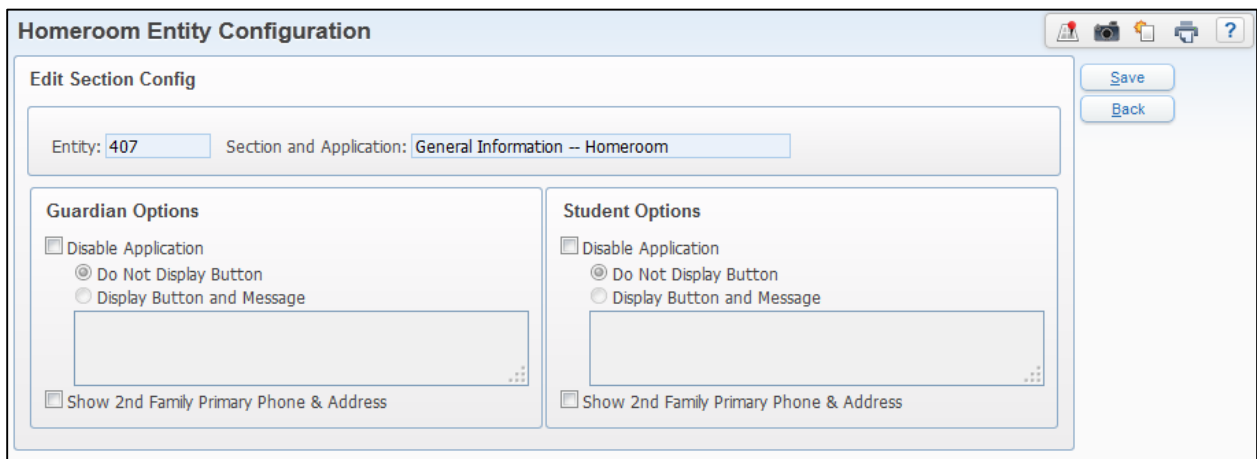 Homeroom Entity Configuration
?
Edit Section Config
Save
Back
Entity: 407 Section and Application: General Information -- Homeroom
Guardian Options
Disable Application
Do Not Display Button
Display Button and Message
Show 2nd Family Primary Phone & Address
Student Options
Disable Application
Do Not Display Button
Display Button and Message
Show 2nd Family Primary Phone & Address